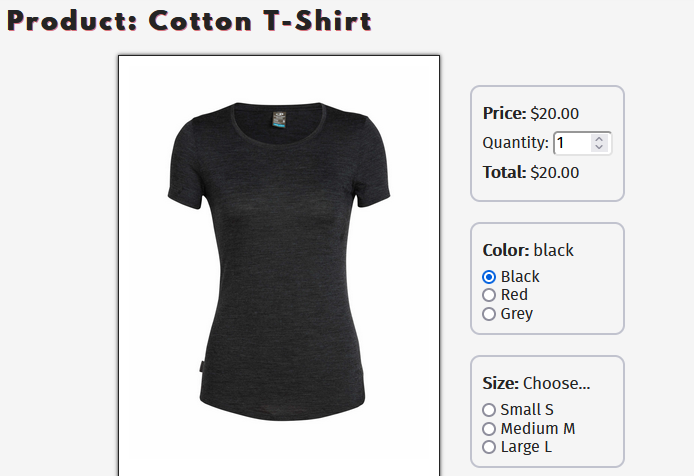 Product: Cotton T-Shirt
Price: $20.00
Quantity: 1
Total: $20.00
Color: black
Black
Red
Grey
Size: Choose...
Small S
Medium M
Large L